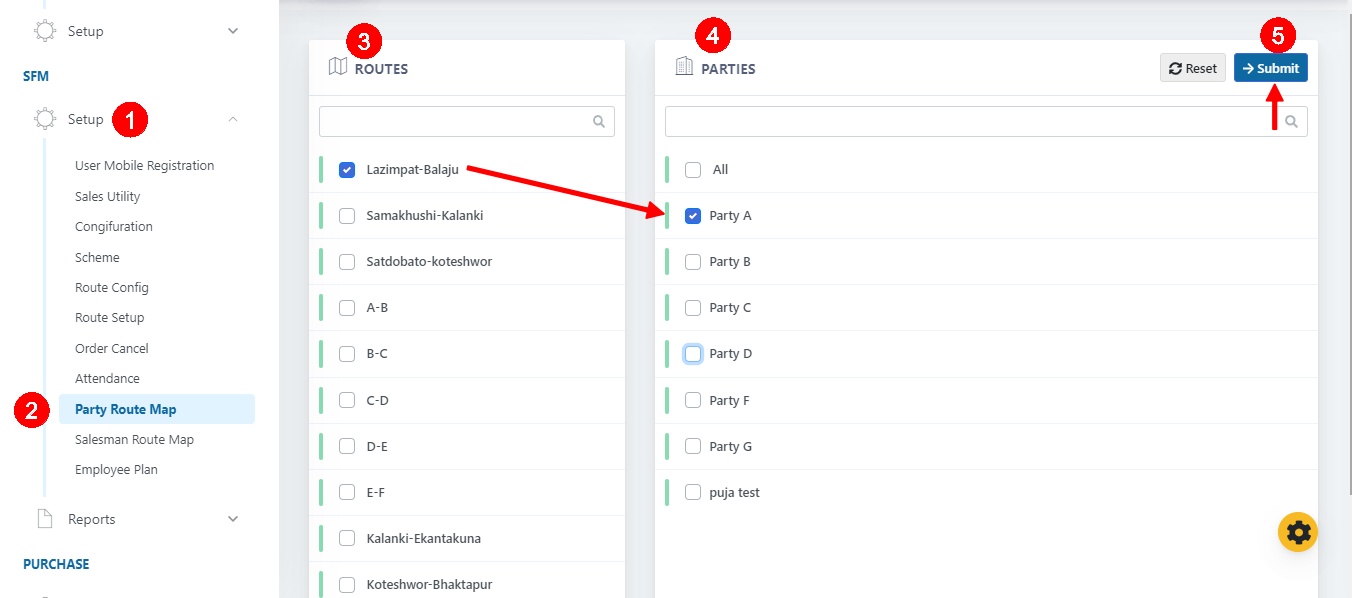 Setup
SFM
Setup 1
User Mobile Registration
Sales Utility
Congifuration
Scheme
Route Config
Route Setup
Order Cancel
Attendance
2 Party Route Map
Salesman Route Map
Employee Plan
Reports
PURCHASE
3
ROUTES
Lazimpat-Balaju
Samakhushi-Kalanki
Satdobato-koteshwor
A-B
B-C
C-D
D-E
E-F
Kalanki-Ekantakuna
Koteshwor-Bhaktapur
4
PARTIES
5
Reset Submit
All
Party A
Party B
Party C
Party D
Party F
Party G
puja test